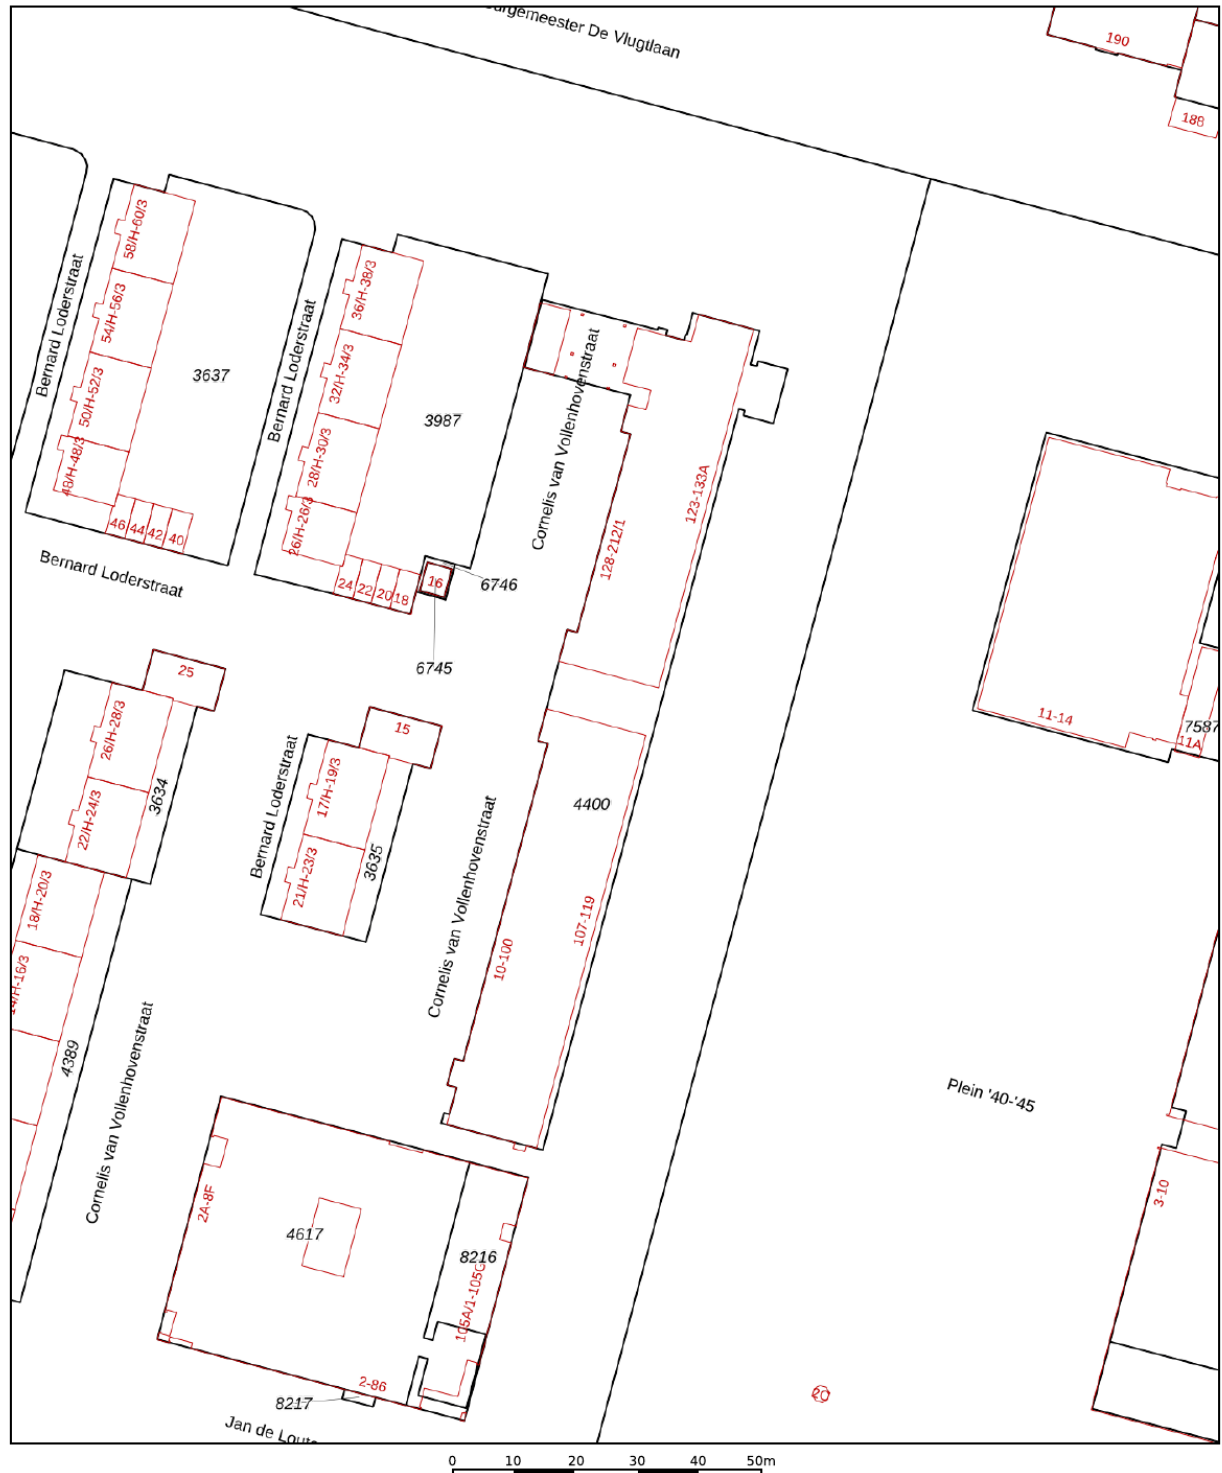 De Vlugtlaan
190
188
58/H-60/3
54/H-56/3
50/H-52/3
48/H-48/3
46
44
42
40
Bernard Loderstraat
3637
Bernard Loderstraat
36/H-38/3
32/H-34/3
28/H-30/3
26/H-26/3
24
22
20
18
16
3987
6746
6745
Cornelis van Vollenhovenstraat
128-212/1
123-133A
Bernard Loderstraat
11-14
11A
7587
25
26/H-28/3
22/H-24/3
3634
18/H-20/3
4389
15
Bernard Loderstraat
17/H-19/3
21/H-23/3
3635
Cornelis van Vollenhovenstraat
4400
10-100
107-119
Cornelis van Vollenhovenstraat
Plein '40-'45
3-10
2A-8F
4617
8216
105A/1-105G
2-86
8217
20
Jan de
0 10 20 30 40 50m